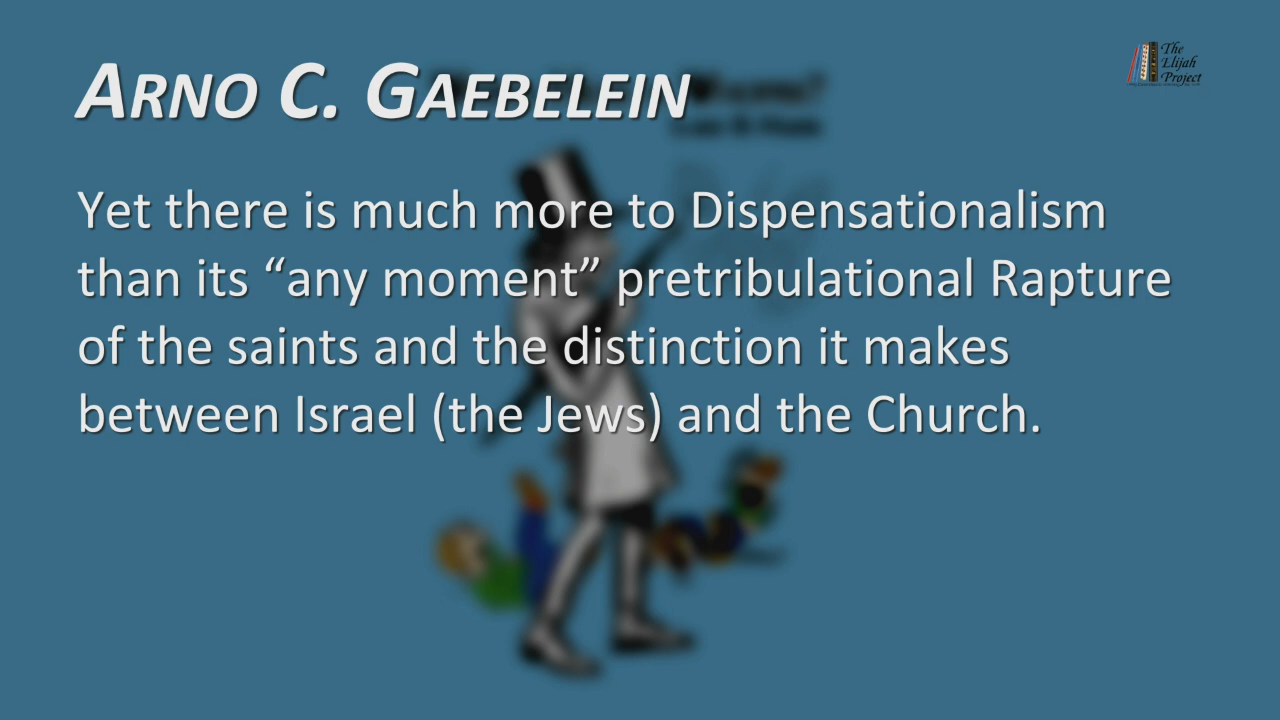 ARNO C. GAEBELEIN
The
Elijah
Project
Yet there is much more to Dispensationalism
than its “any moment” pretribulational Rapture
of the saints and the distinction it makes
between Israel (the Jews) and the Church.